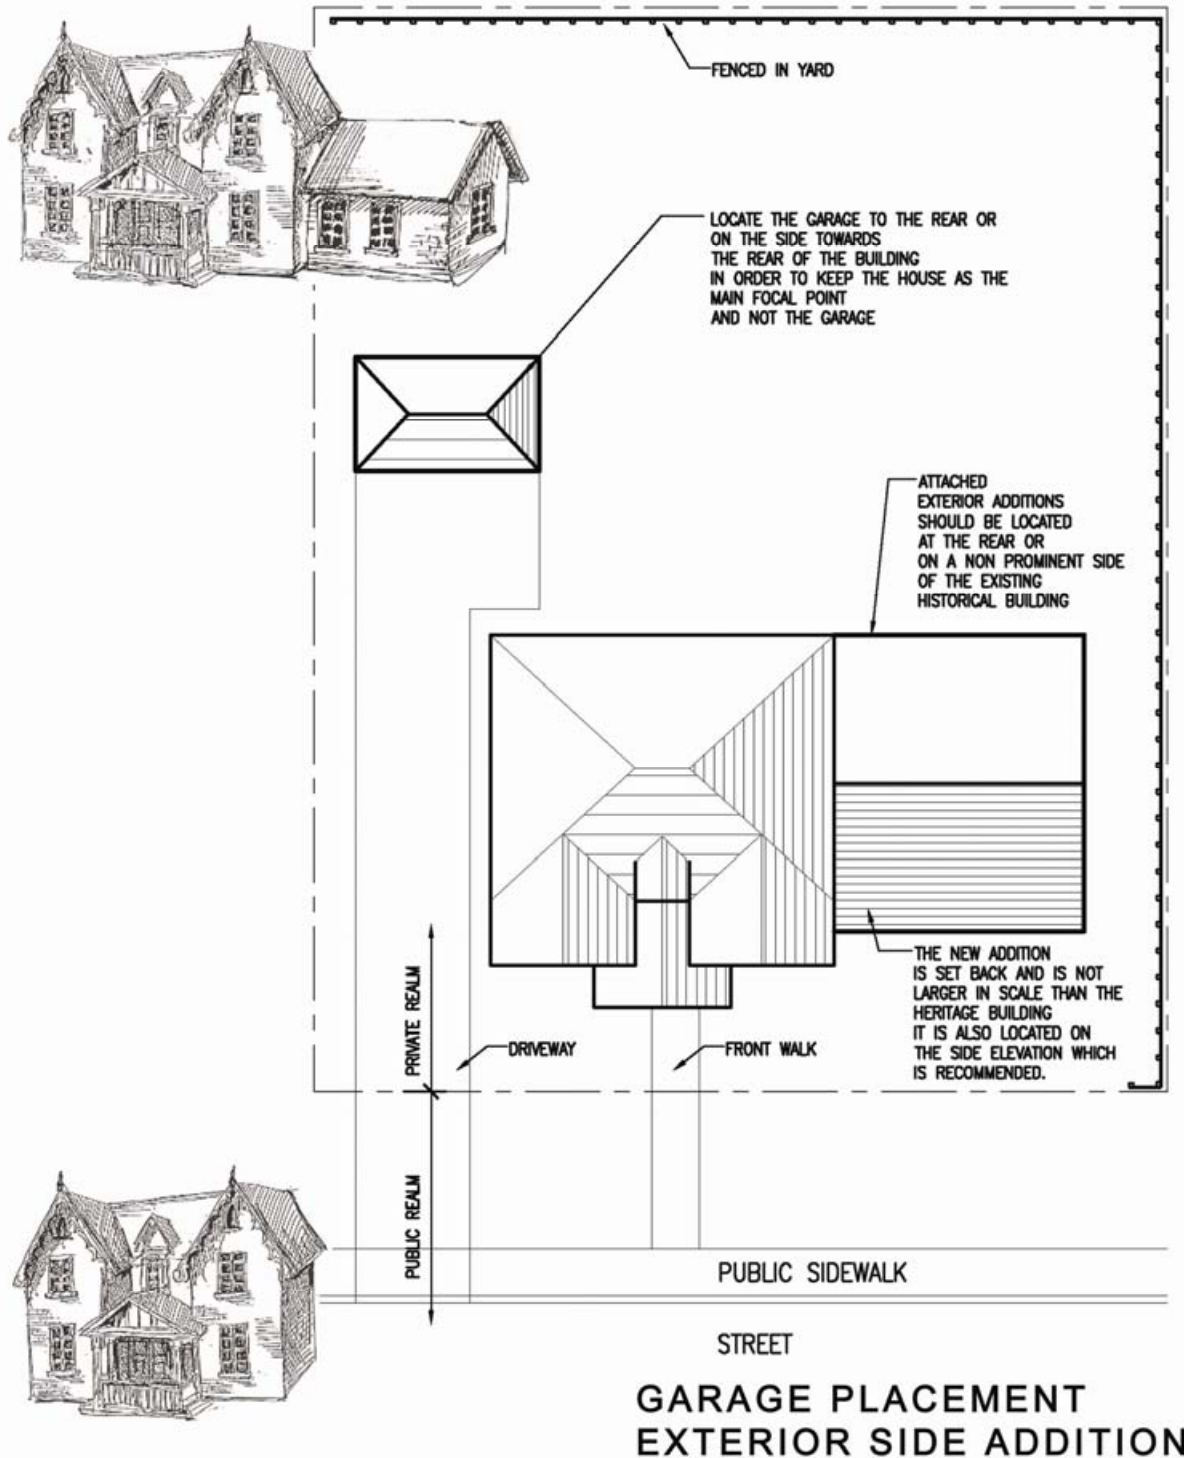 FENCED IN YARD
LOCATE THE GARAGE TO THE REAR OR
ON THE SIDE TOWARDS
THE REAR OF THE BUILDING
IN ORDER TO KEEP THE HOUSE AS THE
MAIN FOCAL POINT
AND NOT THE GARAGE
ATTACHED
EXTERIOR ADDITIONS
SHOULD BE LOCATED
AT THE REAR OR
ON A NON PROMINENT SIDE
OF THE EXISTING
HISTORICAL BUILDING
THE NEW ADDITION
IS SET BACK AND IS NOT
LARGER IN SCALE THAN THE
HERITAGE BUILDING
IT IS ALSO LOCATED ON
THE SIDE ELEVATION WHICH
IS RECOMMENDED.
PRIVATE REALM
DRIVEWAY
FRONT WALK
PUBLIC REALM
PUBLIC SIDEWALK
STREET
GARAGE PLACEMENT
EXTERIOR SIDE ADDITION